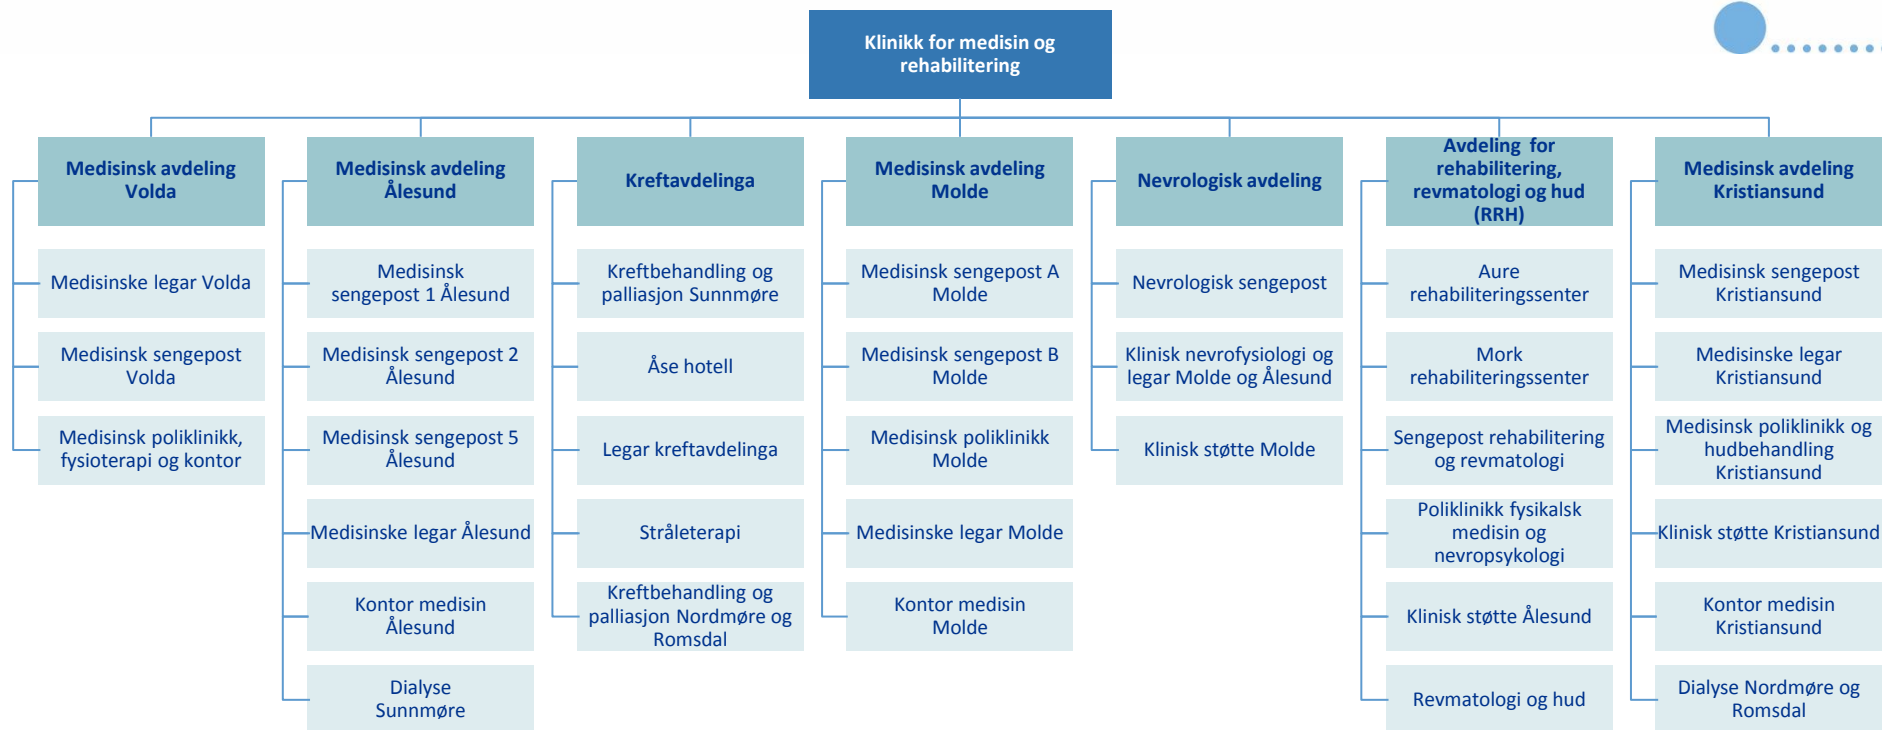 Klinikk for medisin og
rehabilitering
Medisinsk avdeling
Volda
Medisinske legar Volda
Medisinsk sengepost
Volda
Medisinsk poliklinikk,
fysioterapi og kontor
Medisinsk avdeling
Ålesund
Medisinsk
sengepost 1 Ålesund
Medisinsk sengepost 2
Ålesund
Medisinsk sengepost 5
Ålesund
Medisinske legar Ålesund
Kontor medisin
Ålesund
Dialyse
Sunnmøre
Kreftavdelinga
Kreftbehandling og
palliasjon Sunnmøre
Åse hotell
Legar kreftavdelinga
Stråleterapi
Kreftbehandling og
palliasjon Nordmøre og
Romsdal
Medisinsk avdeling
Molde
Medisinsk sengepost A
Molde
Medisinsk sengepost B
Molde
Medisinsk poliklinikk
Molde
Medisinske legar Molde
Kontor medisin
Molde
Nevrologisk avdeling
Nevrologisk sengepost
Klinisk nevrofysiologi og
legar Molde og Ålesund
Klinisk støtte Molde
Avdeling for
rehabilitering,
revmatologi og hud
(RRH)
Aure
rehabiliteringssenter
Mork
rehabiliteringssenter
Sengepost rehabilitering
og revmatologi
Poliklinikk fysikalsk
medisin og
nevropsykologi
Klinisk støtte Ålesund
Revmatologi og hud
Medisinsk avdeling
Kristiansund
Medisinsk sengepost
Kristiansund
Medisinske legar
Kristiansund
Medisinsk poliklinikk og
hudbehandling
Kristiansund
Klinisk støtte Kristiansund
Kontor medisin
Kristiansund
Dialyse Nordmøre og
Romsdal